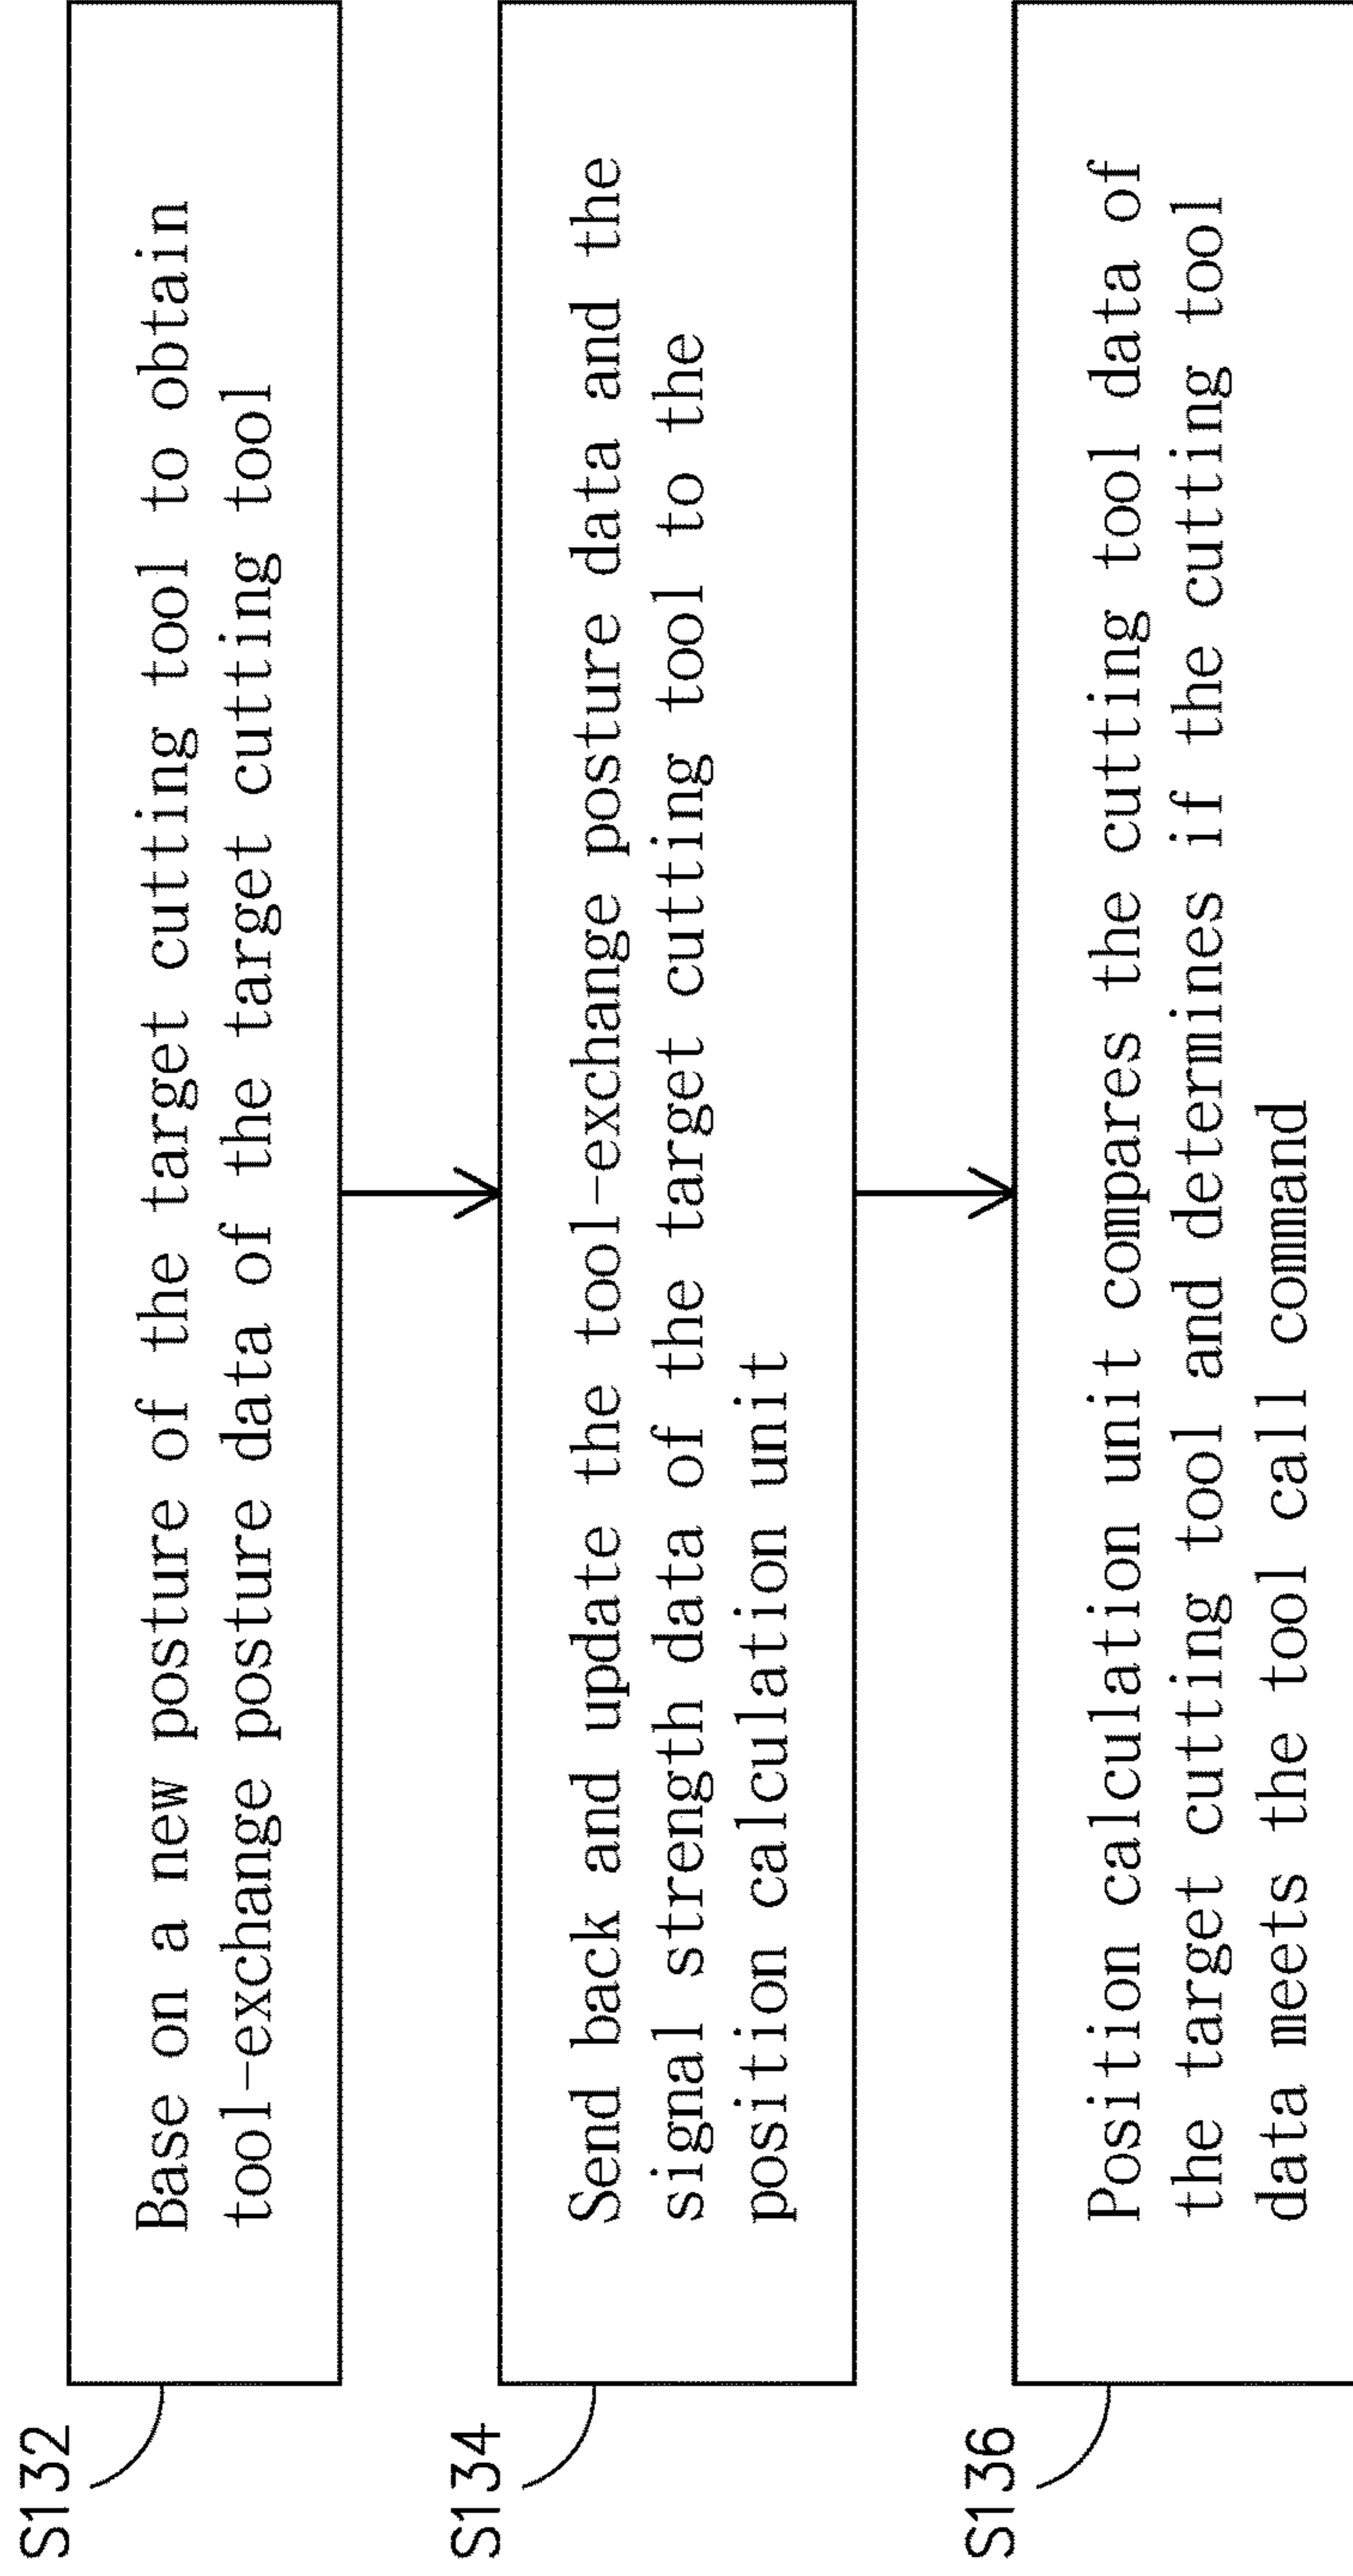 S132
Base on a new posture of the target cutting tool to obtain
tool-exchange posture data of the target cutting tool
S134
Send back and update the tool-exchange posture data and the
signal strength data of the target cutting tool to the
position calculation unit
S136
Position calculation unit compares the cutting tool data of
the target cutting tool and determines if the cutting tool
data meets the tool call command